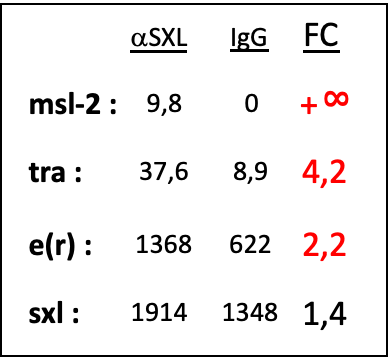 αSXL IgG FC
msl-2 : 9,8 0 +∞
tra : 37,6 8,9 4,2
e(r) : 1368 622 2,2
sxl : 1914 1348 1,4